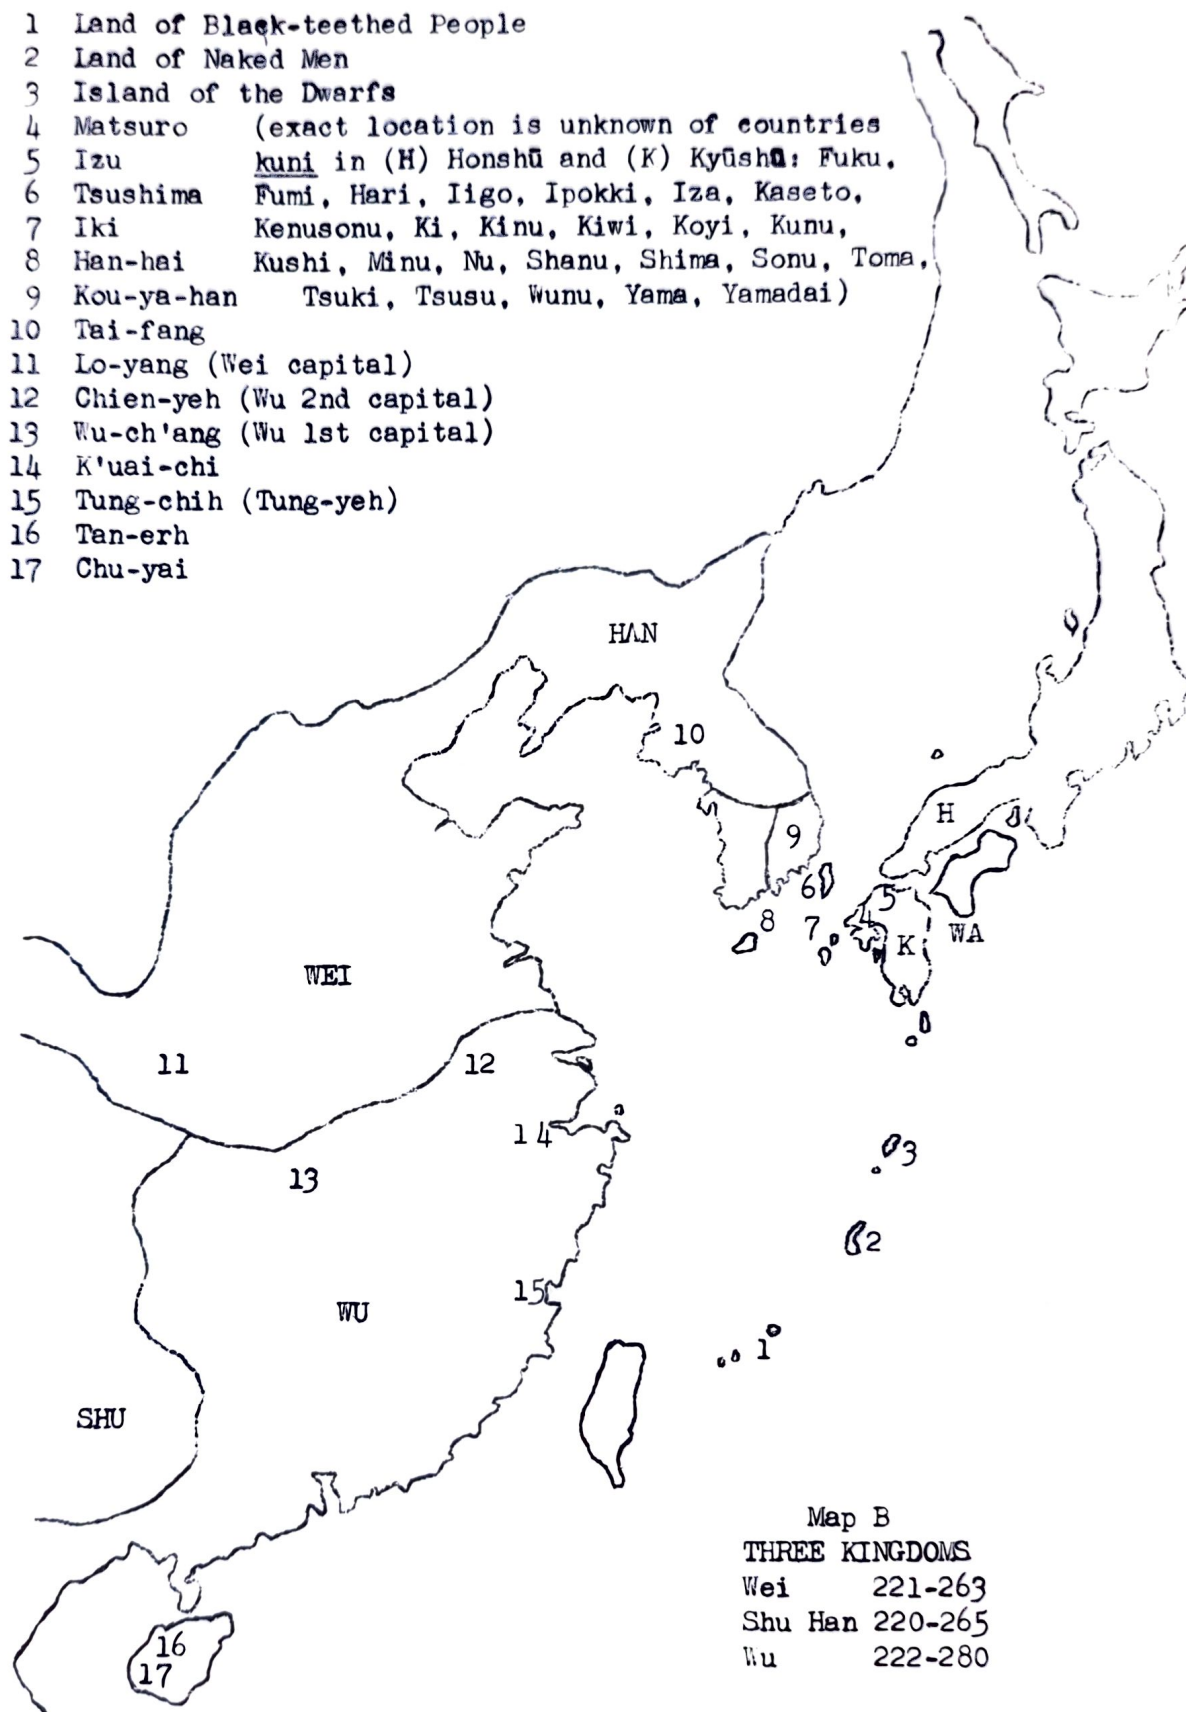 1 Land of Black-teethed People
2 Land of Naked Men
3 Island of the Dwarfs
4 Matsuro (exact location is unknown of countries
5 Izu kuni in (H) Honshū and (K) Kyūshū: Fuku,
6 Tsushima Fumi, Hari, Iigo, Ipokki, Iza, Kaseto,
7 Iki Kenusonu, Ki, Kinu, Kiwi, Koyi, Kunu,
8 Han-hai Kushi, Minu, Nu, Shanu, Shima, Sonu, Toma,
9 Kou-ya-han Tsuki, Tsusu, Wunu, Yama, Yamadai)
10 Tai-fang
11 Lo-yang (Wei capital)
12 Chien-yeh (Wu 2nd capital)
13 Wu-ch'ang (Wu 1st capital)
14 K'uai-chi
15 Tung-chih (Tung-yeh)
16 Tan-erh
17 Chu-yai
HAN
10
H
9
6
5
8
7
4
WA
K
WEI
11
12
14
3
13
2
15
WU
1
SHU
16
17
Map B
THREE KINGDOMS
Wei 221-263
Shu Han 220-265
Wu 222-280